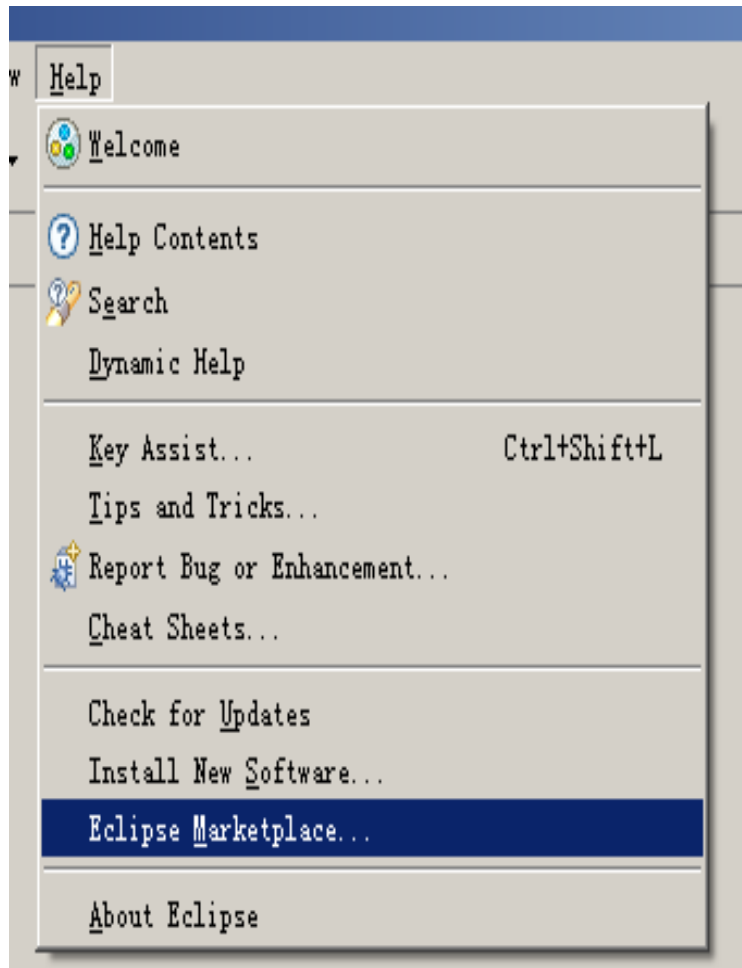 w Help
Welcome
Help Contents
Search
Dynamic Help
Key Assist... Ctrl+Shift+L
Tips and Tricks...
Report Bug or Enhancement...
Cheat Sheets...
Check for Updates
Install New Software...
Eclipse Marketplace...
About Eclipse